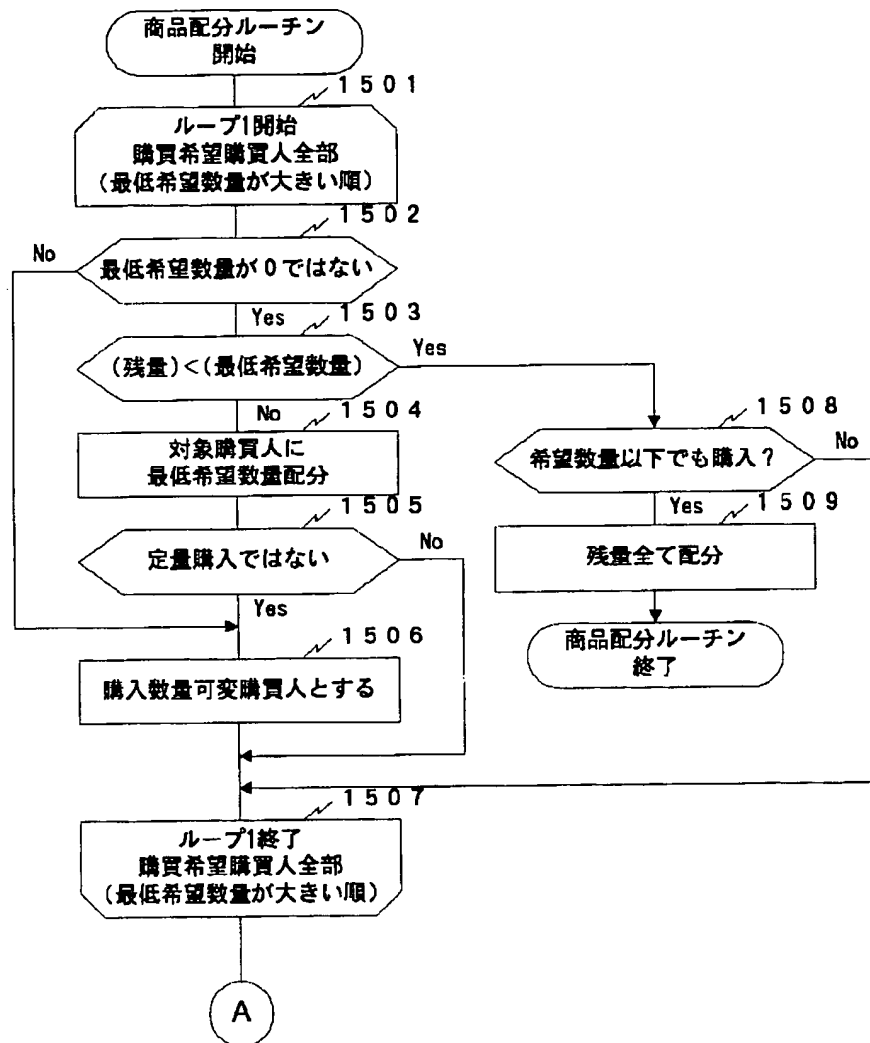 商品配分ルーチン
開始
1501
ループ1開始
購買希望購買人全部
(最低希望数量が大きい順)
1502
最低希望数量が0ではない
No
Yes
1503
(残量)<(最低希望数量)
Yes
No
1504
対象購買人に
最低希望数量配分
1505
定量購入ではない
No
Yes
1506
購入数量可変購買人とする
1508
希望数量以下でも購入?
No
Yes
1509
残量全て配分
商品配分ルーチン
終了
1507
ループ1終了
購買希望購買人全部
(最低希望数量が大きい順)
A